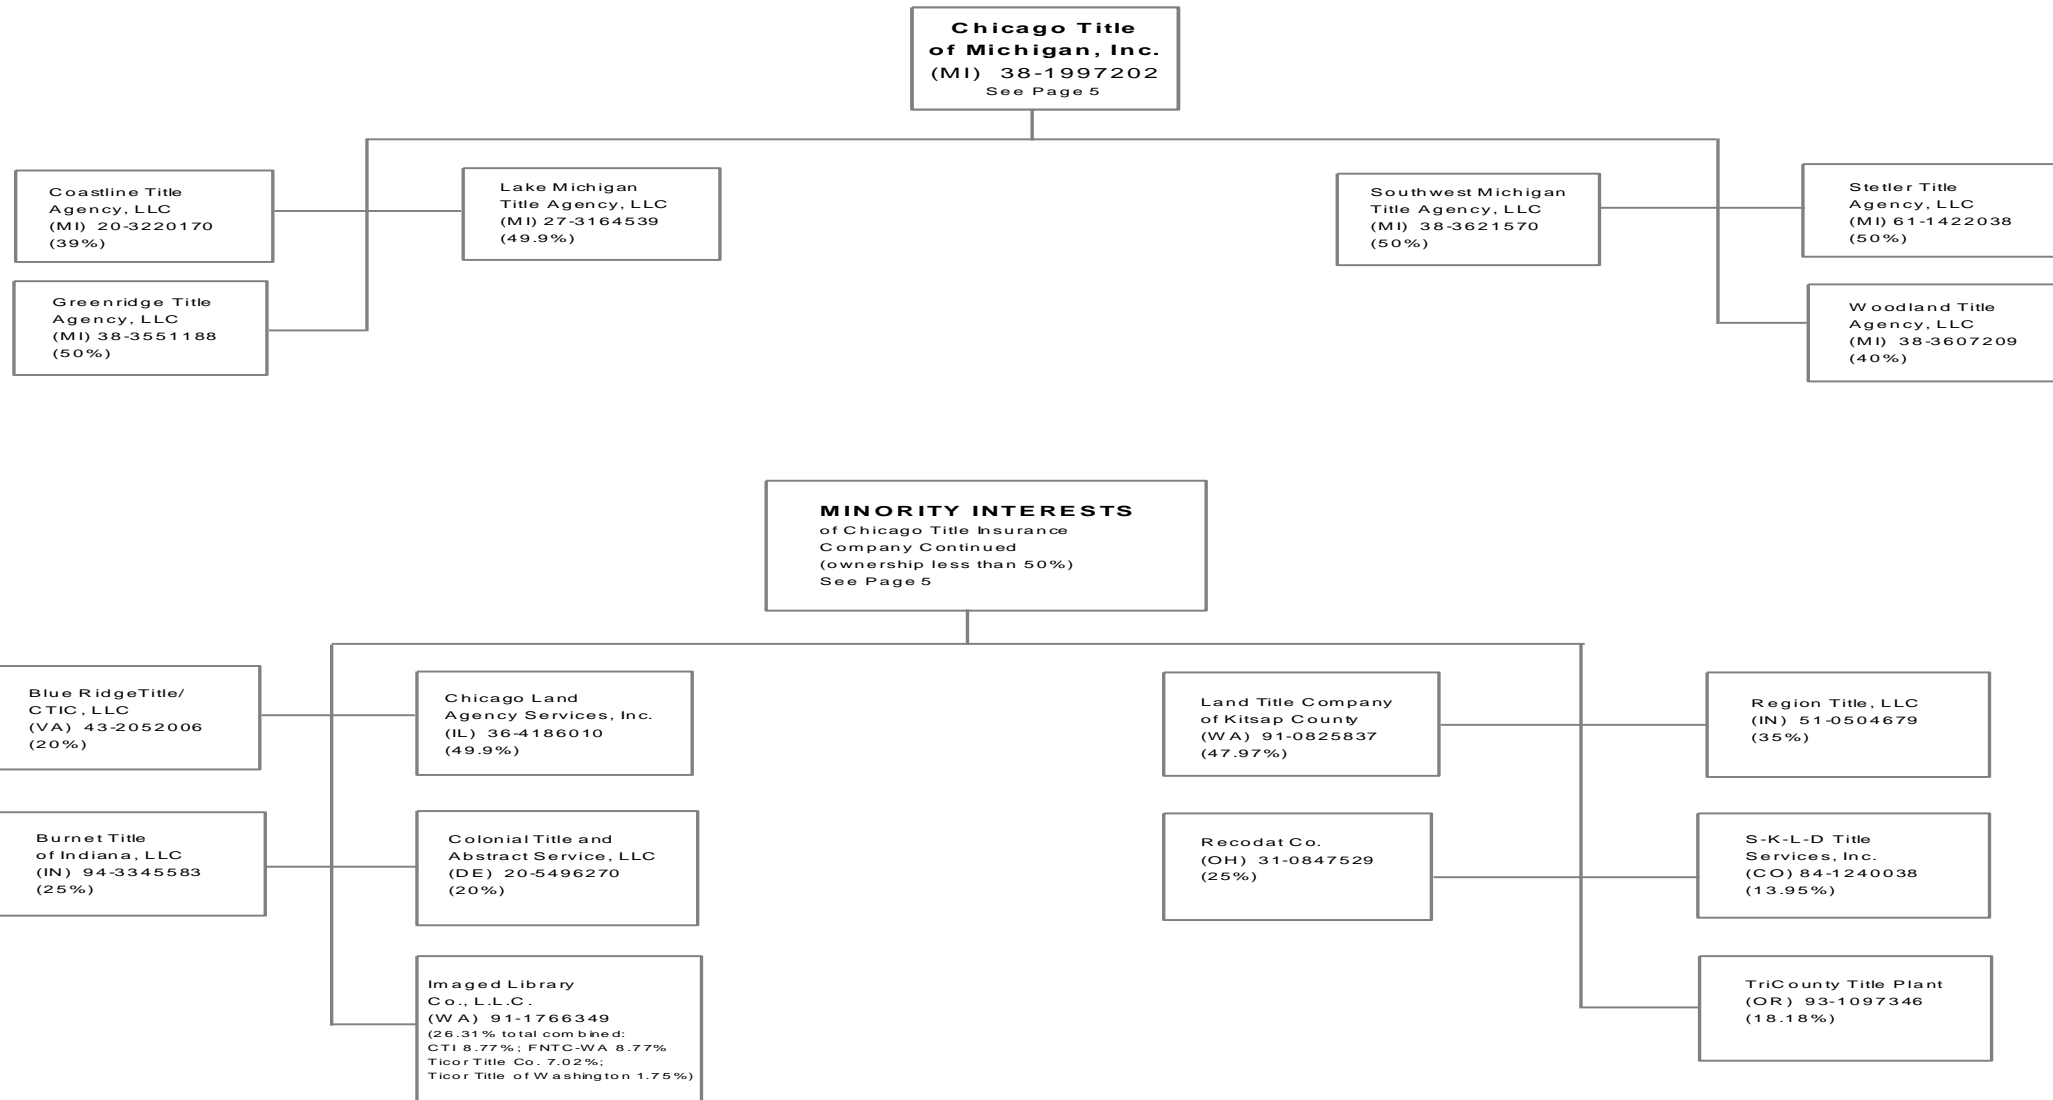 Chicago Title
of Michigan, Inc.
(MI) 38-1997202
See Page 5
Coastline Title
Agency, LLC
(MI) 20-3220170
(39%)
Lake Michigan
Title Agency, LLC
(MI) 27-3164539
(49.9%)
Southwest Michigan
Title Agency, LLC
(MI) 38-3621570
(50%)
Stetler Title
Agency, LLC
(MI) 61-1422038
(50%)
Greenridge Title
Agency, LLC
(MI) 38-3551188
(50%)
Woodland Title
Agency, LLC
(MI) 38-3607209
(40%)
MINORITY INTERESTS
of Chicago Title Insurance
Company Continued
(ownership less than 50%)
See Page 5
Blue RidgeTitle/
CTIC, LLC
(VA) 43-2052006
(20%)
Chicago Land
Agency Services, Inc.
(IL) 36-4186010
(49.9%)
Land Title Company
of Kitsap County
(WA) 91-0825837
(47.97%)
Region Title, LLC
(IN) 51-0504679
(35%)
Burnet Title
of Indiana, LLC
(IN) 94-3345583
(25%)
Colonial Title and
Abstract Service, LLC
(DE) 20-5496270
(20%)
Recodat Co.
(OH) 31-0847529
(25%)
S-K-L-D Title
Services, Inc.
(CO) 84-1240038
(13.95%)
Imaged Library
Co., L.L.C.
(WA) 91-1766349
(26.31% total combined:
CTI 8.77%; FNTC-WA 8.77%
Ticor Title Co. 7.02%;
Ticor Title of Washington 1.75%)
TriCounty Title Plant
(OR) 93-1097346
(18.18%)